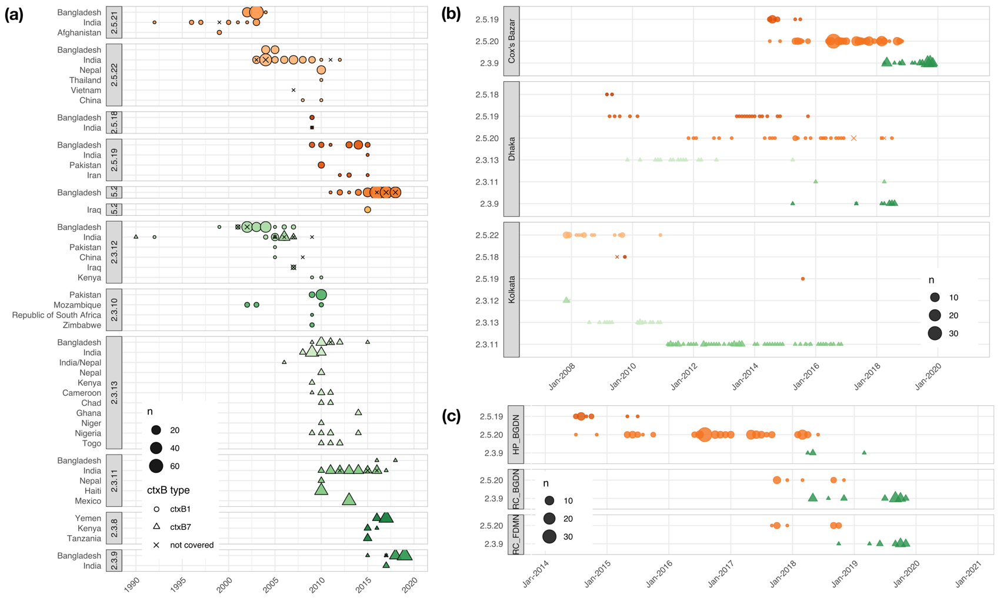 (a)
2.5.21
Bangladesh
India
Afghanistan
2.5.22
Bangladesh
India
Nepal
Thailand
Vietnam
China
2.5.18
Bangladesh
India
2.5.19
Bangladesh
India
Pakistan
Iran
.5.2
Bangladesh
5.2
Iraq
2.3.12
Bangladesh
India
Pakistan
China
Iraq
Kenya
2.3.10
Pakistan
Mozambique
Republic of South Africa
Zimbabwe
2.3.13
Bangladesh
India
India/Nepal
Nepal
Kenya
Cameroon
Chad
Ghana
Niger
Nigeria
Togo
2.3.11
Bangladesh
India
Nepal
Haiti
Mexico
2.3.8
Yemen
Kenya
Tanzania
2.3.9
Bangladesh
India
n
20
40
60
ctxB type
ctxB1
ctxB7
not covered
1990
1995
2000
2005
2010
2015
2020
(b)
Cox's Bazar
2.5.19
2.5.20
2.3.9
Dhaka
2.5.18
2.5.19
2.5.20
2.3.13
2.3.11
2.3.9
Kolkata
2.5.22
2.5.18
2.5.19
2.3.12
2.3.13
2.3.11
n
10
20
30
Jan-2008
Jan-2010
Jan-2012
Jan-2014
Jan-2016
Jan-2018
Jan-2020
(c)
HP_BGDN
2.5.19
2.5.20
2.3.9
RC_BGDN
2.5.20
2.3.9
RC_FDMN
2.5.20
2.3.9
n
10
20
30
Jan-2014
Jan-2015
Jan-2016
Jan-2017
Jan-2018
Jan-2019
Jan-2020
Jan-2021